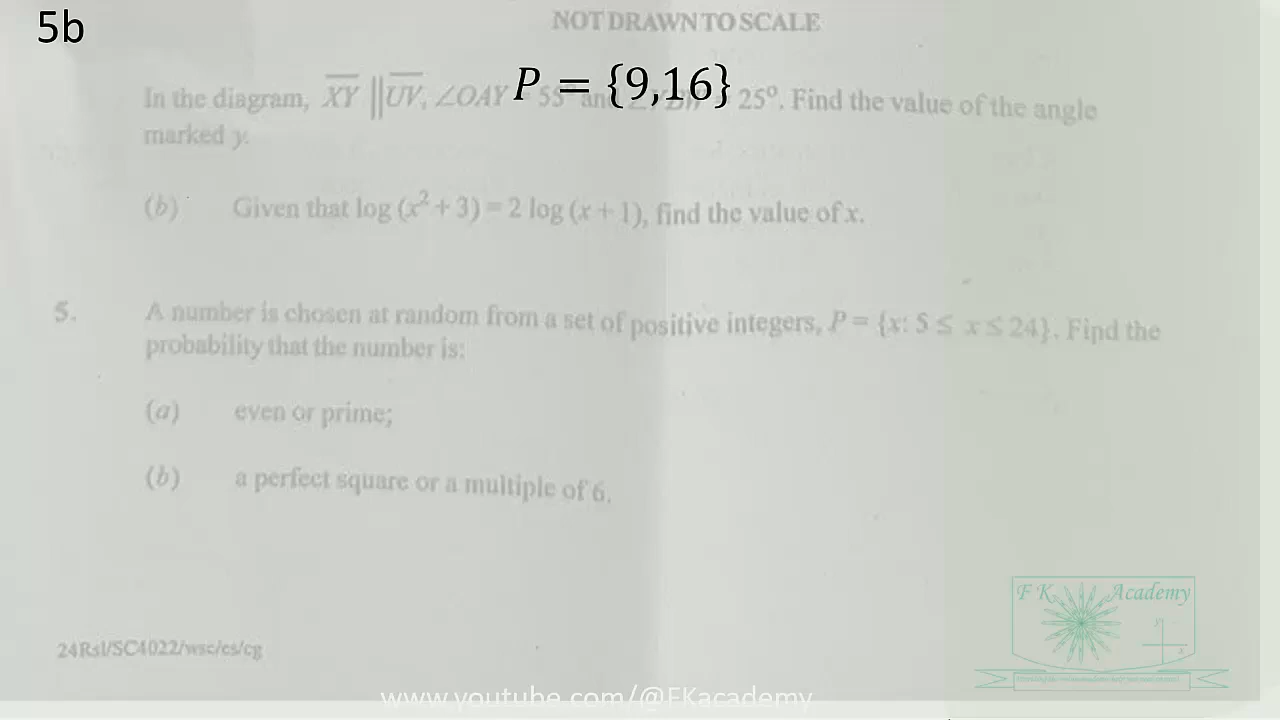 5b
NOT DRAWN TO SCALE
P = {9,16}
In the diagram, XY || UV, ∠OAY 55° and 25°. Find the value of the angle
marked y.
(b) Given that log (x² + 3) = 2 log (x + 1), find the value of x.
5. A number is chosen at random from a set of positive integers, P = {x: 5 ≤ x ≤ 24}. Find the
probability that the number is:
(a) even or prime;
(b) a perfect square or a multiple of 6.
F K Academy
y
x
24Rsl/SC4022/wsc/cs/cg
www.youtube.com/@FKacademy